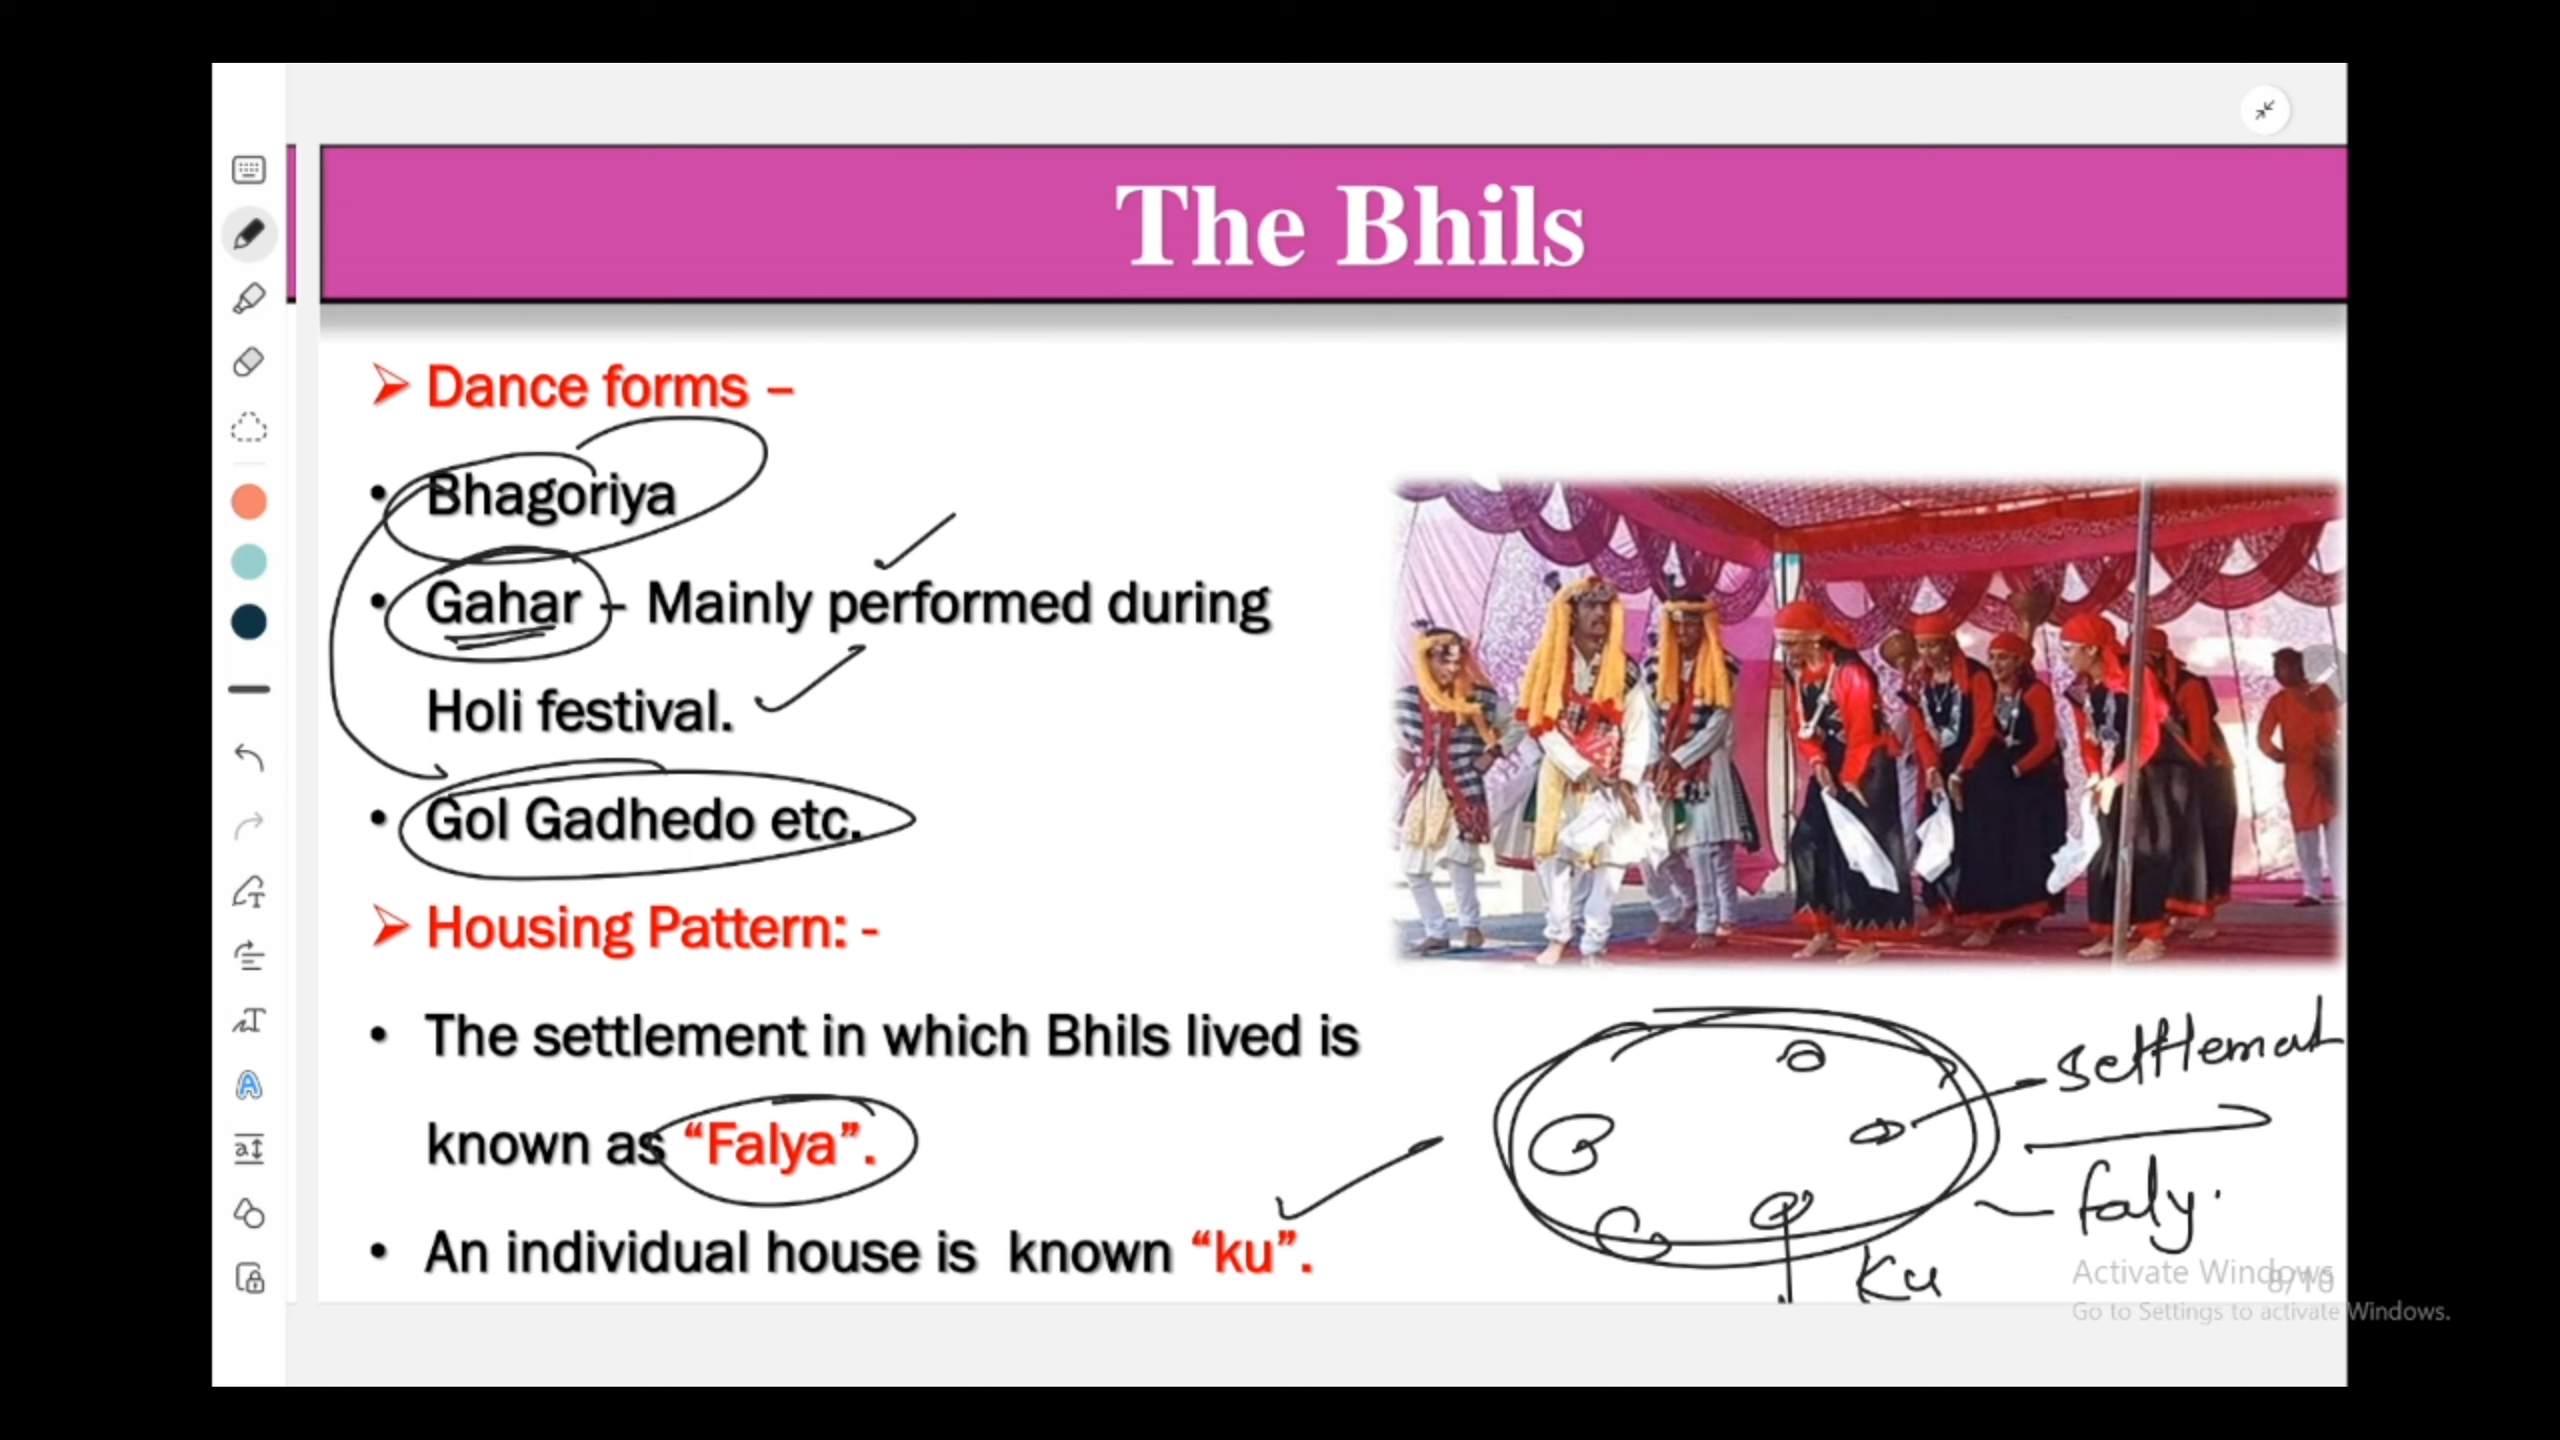 The Bhils
Dance forms –
• Bhagoriya
• Gahar – Mainly performed during
Holi festival.
• Gol Gadhedo etc.
Housing Pattern: -
• The settlement in which Bhils lived is
known as “Falya”.
• An individual house is known “ku”.
faly.
Ku
8/10
Activate Windows
Go to Settings to activate Windows.